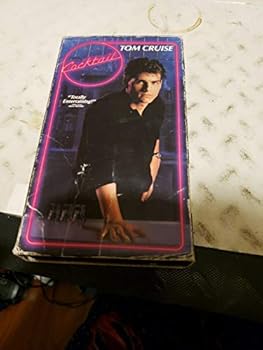 TOM CRUISE
Cocktail
"Totally
Entertaining!"